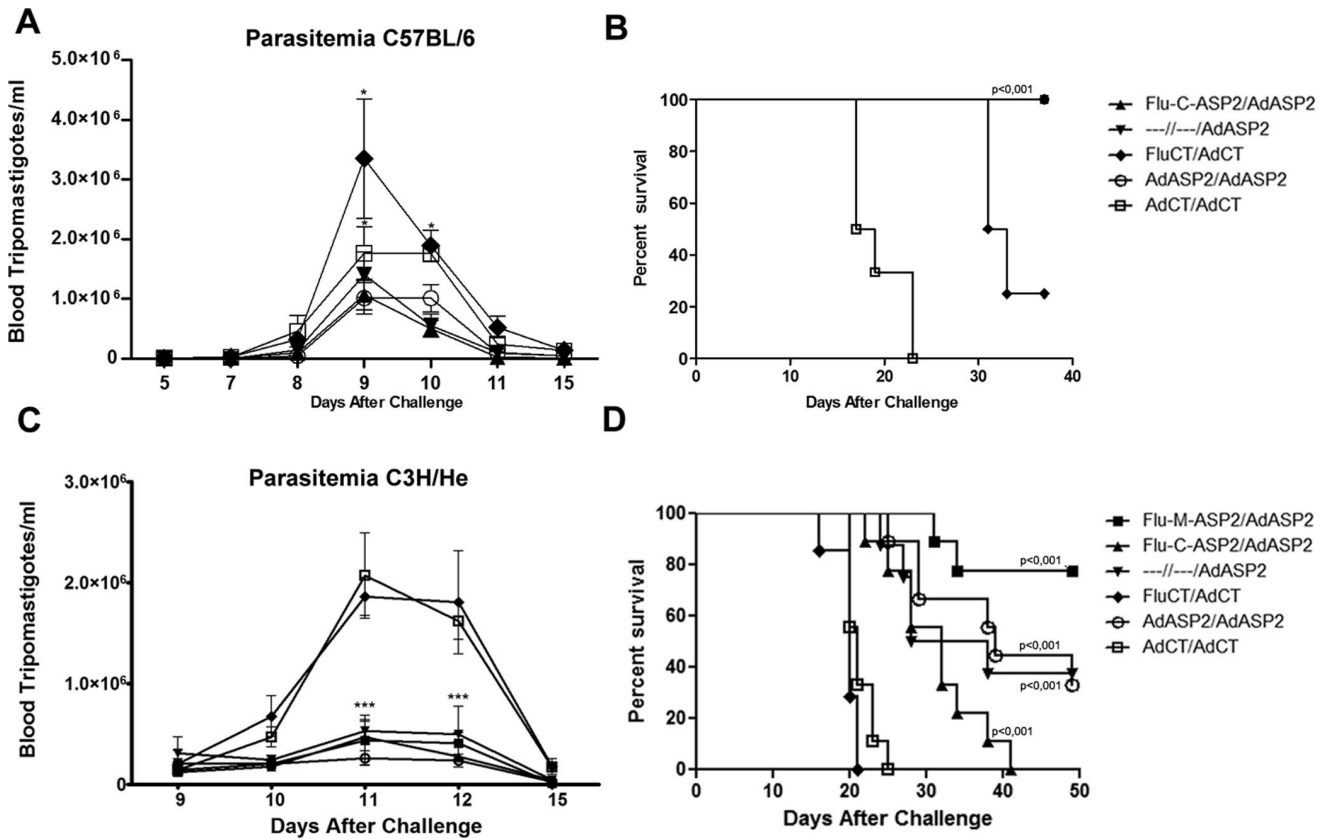 A
Parasitemia C57BL/6
Blood Tripomastigotes/ml
5.0×10⁶
4.0×10⁶
3.0×10⁶
2.0×10⁶
1.0×10⁶
0
*
*
*
5 7 8 9 10 11 15
Days After Challenge
B
Percent survival
100
80
60
40
20
0
p<0,001
0 10 20 30 40
Days After Challenge
Flu-C-ASP2/AdASP2
---//---/AdASP2
FluCT/AdCT
AdASP2/AdASP2
AdCT/AdCT
C
Parasitemia C3H/He
Blood Tripomastigotes/ml
3.0×10⁶
2.0×10⁶
1.0×10⁶
0
***
***
9 10 11 12 15
Days After Challenge
D
Percent survival
100
80
60
40
20
0
p<0,001
p<0,001
p<0,001
p<0,001
0 20 30 40 50
Days After Challenge
Flu-M-ASP2/AdASP2
Flu-C-ASP2/AdASP2
---//---/AdASP2
FluCT/AdCT
AdASP2/AdASP2
AdCT/AdCT